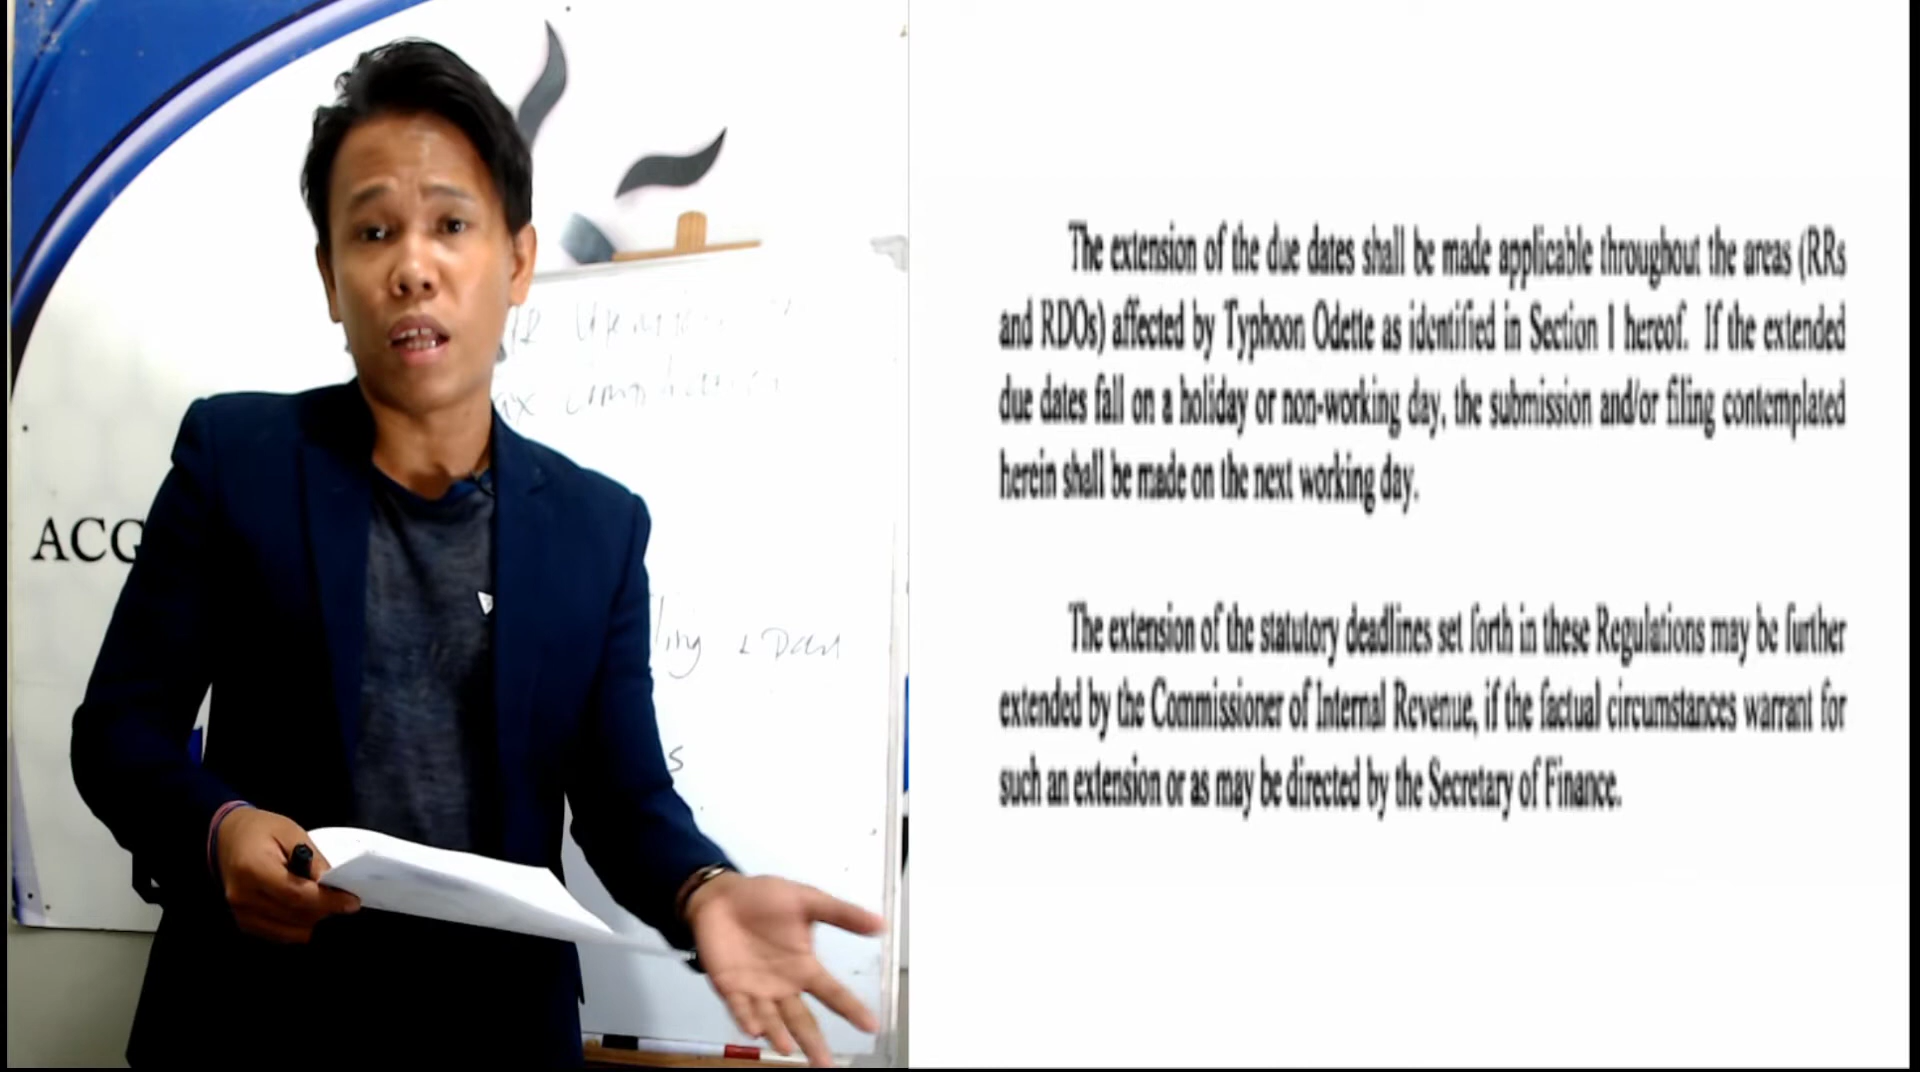 ACG
The extension of the due dates shall be made applicable throughout the areas (RRs
and RDOs) affected by Typhoon Odette as identified in Section 1 hereof. If the extended
due dates fall on a holiday or non-working day, the submission and/or filing contemplated
herein shall be made on the next working day.
The extension of the statutory deadlines set forth in these Regulations may be further
extended by the Commissioner of Internal Revenue, if the factual circumstances warrant for
such an extension or as may be directed by the Secretary of Finance.